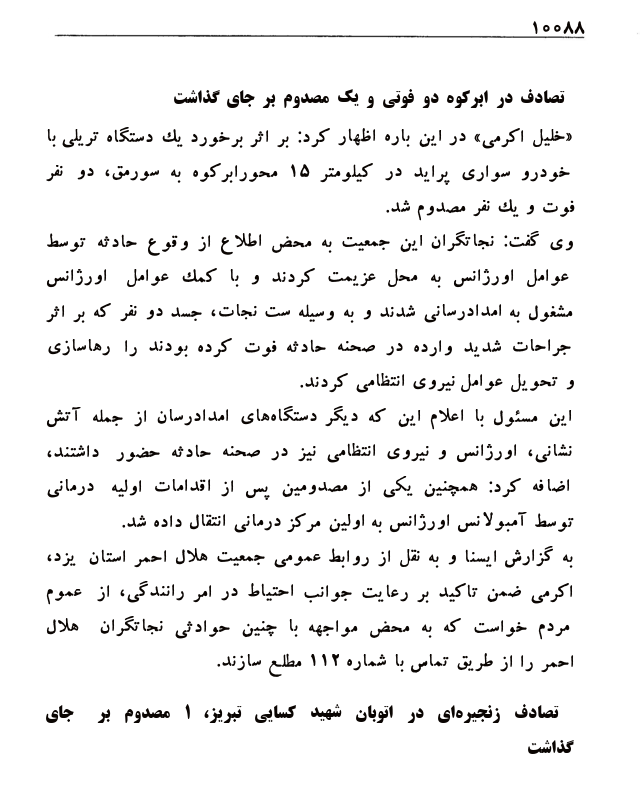 ۱۰۰۸۸
تصادف در ابرکوه دو فوتی و یک مصدوم بر جای گذاشت
«خلیل اکرمی» در این باره اظهار کرد: بر اثر برخورد یك دستگاه تریلی با
خودرو سواری پراید در کیلومتر ۱۵ محورابرکوه به سورمق، دو نفر
فوت و یك نفر مصدوم شد.
وی گفت: نجاتگران این جمعیت به محض اطلاع از وقوع حادثه توسط
عوامل اورژانس به محل عزیمت کردند و با کمك عوامل اورژانس
مشغول به امدادرسانی شدند و به وسیله ست نجات، جسد دو نفر که بر اثر
جراحات شدید وارده در صحنه حادثه فوت کرده بودند را رهاسازی
و تحویل عوامل نیروی انتظامی کردند.
این مسئول با اعلام این که دیگر دستگاه‌های امدادرسان از جمله آتش
نشانی، اورژانس و نیروی انتظامی نیز در صحنه حادثه حضور داشتند،
اضافه کرد: همچنین یکی از مصدومین پس از اقدامات اولیه درمانی
توسط آمبولانس اورژانس به اولین مرکز درمانی انتقال داده شد.
به گزارش ایسنا و به نقل از روابط عمومی جمعیت هلال احمر استان یزد،
اکرمی ضمن تاکید بر رعایت جوانب احتیاط در امر رانندگی، از عموم
مردم خواست که به محض مواجهه با چنین حوادثی نجاتگران هلال
احمر را از طریق تماس با شماره ۱۱۲ مطلع سازند.
تصادف زنجیره‌ای در اتوبان شهید کسایی تبریز، ۱ مصدوم بر جای
گذاشت